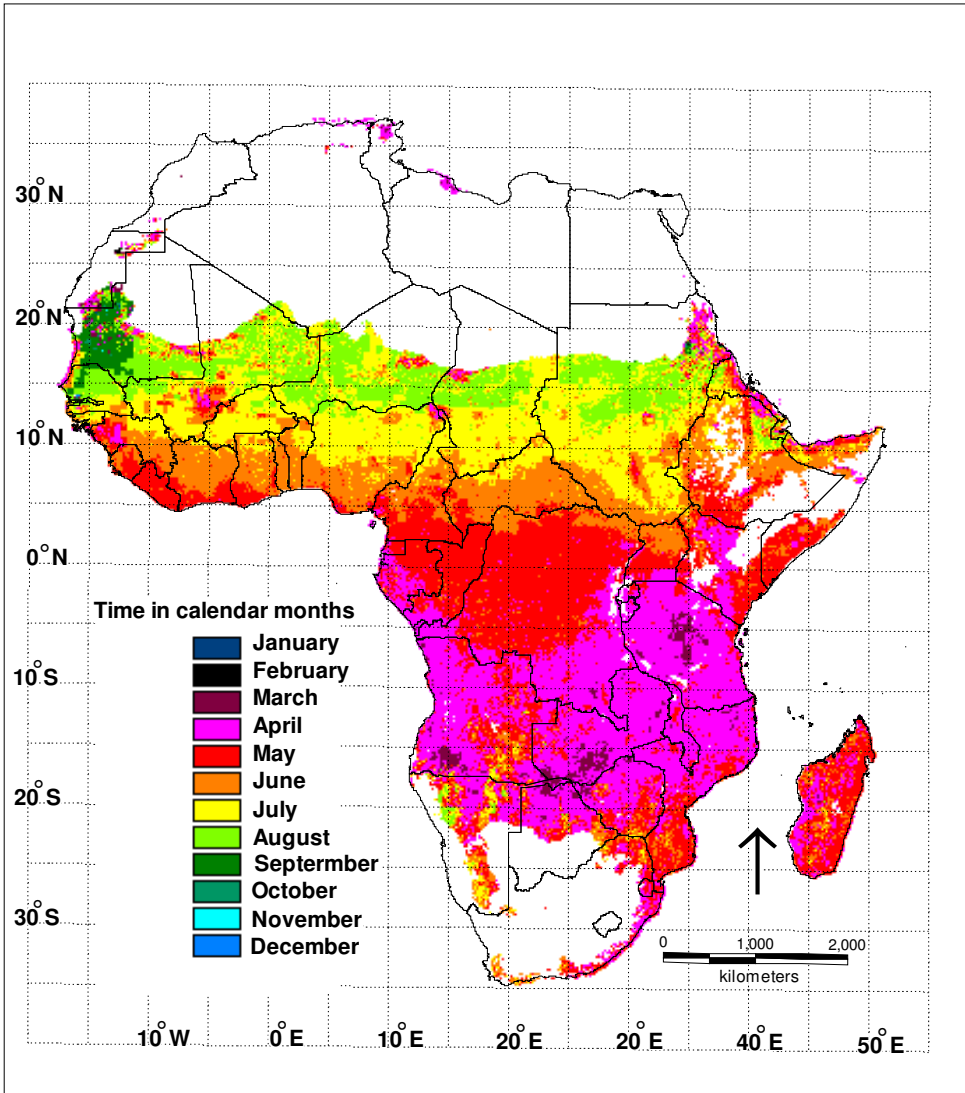 30°N
20°N
10°N
0°N
Time in calendar months
January
February
March
April
May
June
July
August
Septermber
October
November
December
10°S
20°S
30°S
0 1,000 2,000
kilometers
10°W 0°E 10°E 20°E 20°E 40°E 50°E